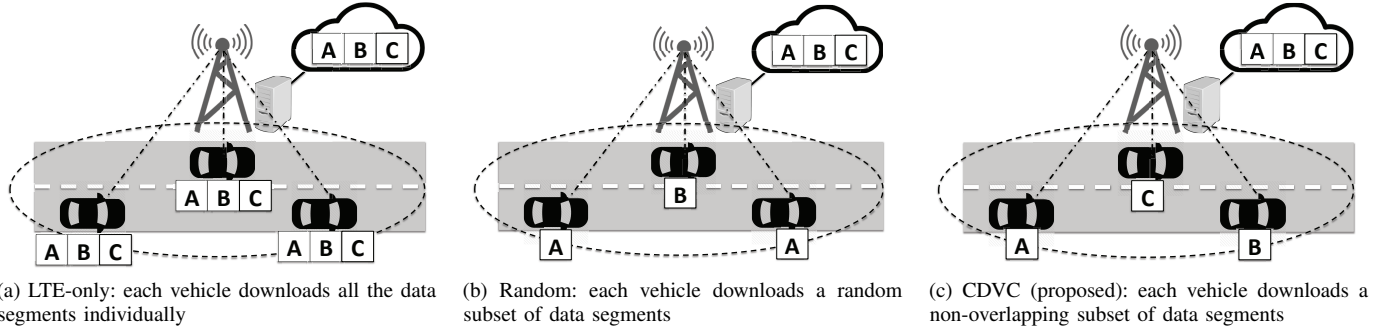 A B C
A B C
A B C
A B C
(a) LTE-only: each vehicle downloads all the data
segments individually
A B C
B
A
A
(b) Random: each vehicle downloads a random
subset of data segments
A B C
C
A
B
(c) CDVC (proposed): each vehicle downloads a
non-overlapping subset of data segments